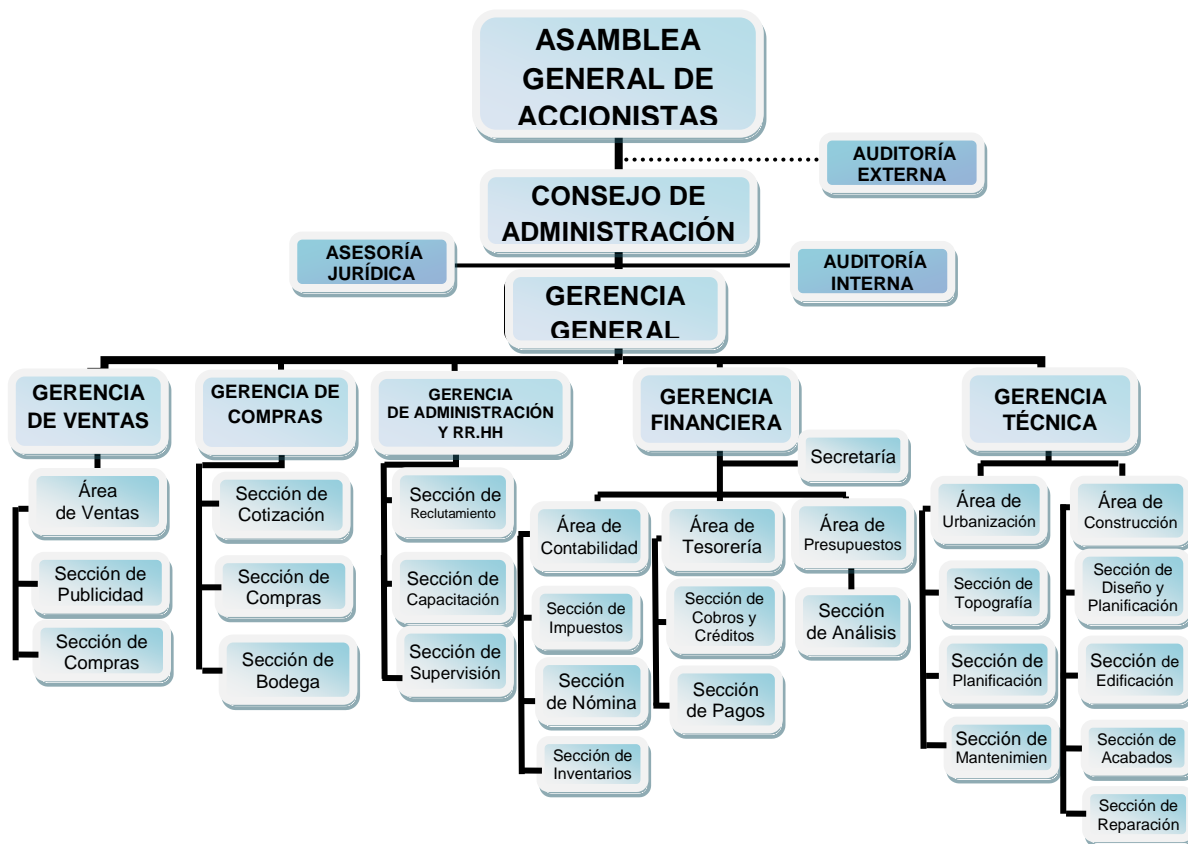 ASAMBLEA
GENERAL DE
ACCIONISTAS
AUDITORÍA
EXTERNA
CONSEJO DE
ADMINISTRACIÓN
ASESORÍA
JURÍDICA
AUDITORÍA
INTERNA
GERENCIA
GENERAL
GERENCIA
DE VENTAS
GERENCIA DE
COMPRAS
GERENCIA
DE ADMINISTRACIÓN
Y RR.HH
GERENCIA
FINANCIERA
GERENCIA
TÉCNICA
Secretaría
Área
de Ventas
Sección de
Publicidad
Sección de
Compras
Sección de
Cotización
Sección de
Compras
Sección de
Bodega
Sección de
Reclutamiento
Sección de
Capacitación
Sección de
Supervisión
Área de
Contabilidad
Sección de
Impuestos
Sección
de Nómina
Sección de
Inventarios
Área de
Tesorería
Sección de
Cobros y
Créditos
Sección
de Pagos
Área de
Presupuestos
Sección
de Análisis
Área de
Urbanización
Sección de
Topografía
Sección de
Planificación
Sección de
Mantenimien
Área de
Construcción
Sección de
Diseño y
Planificación
Sección de
Edificación
Sección de
Acabados
Sección de
Reparación